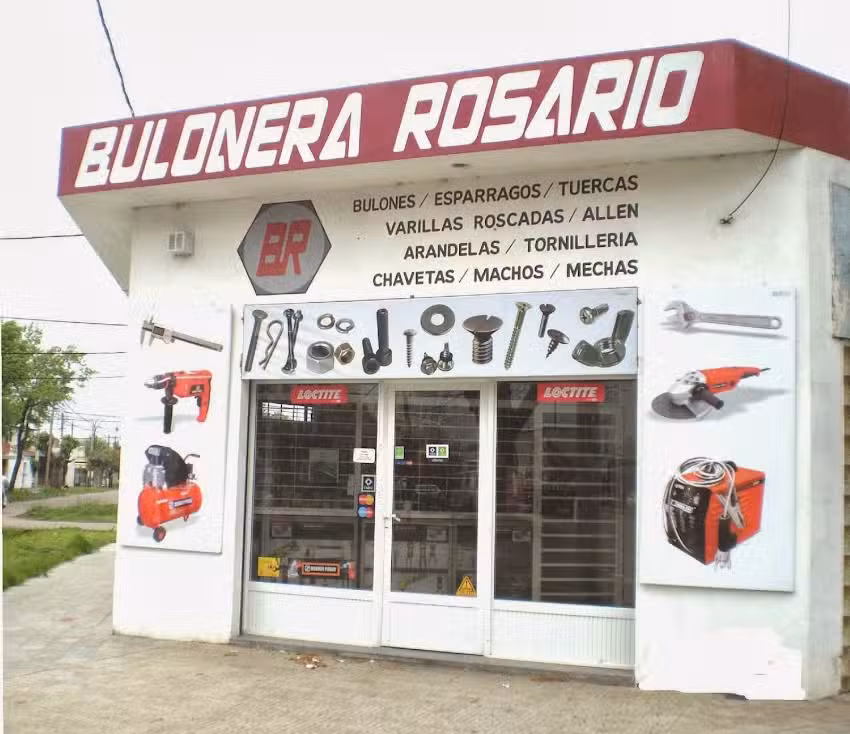 BULONERA ROSARIO
BULONES / ESPARRAGOS / TUERCAS
VARILLAS ROSCADAS / ALLEN
ARANDELAS / TORNILLERIA
CHAVETAS / MACHOS / MECHAS
BR
LOCTITE
LOCTITE